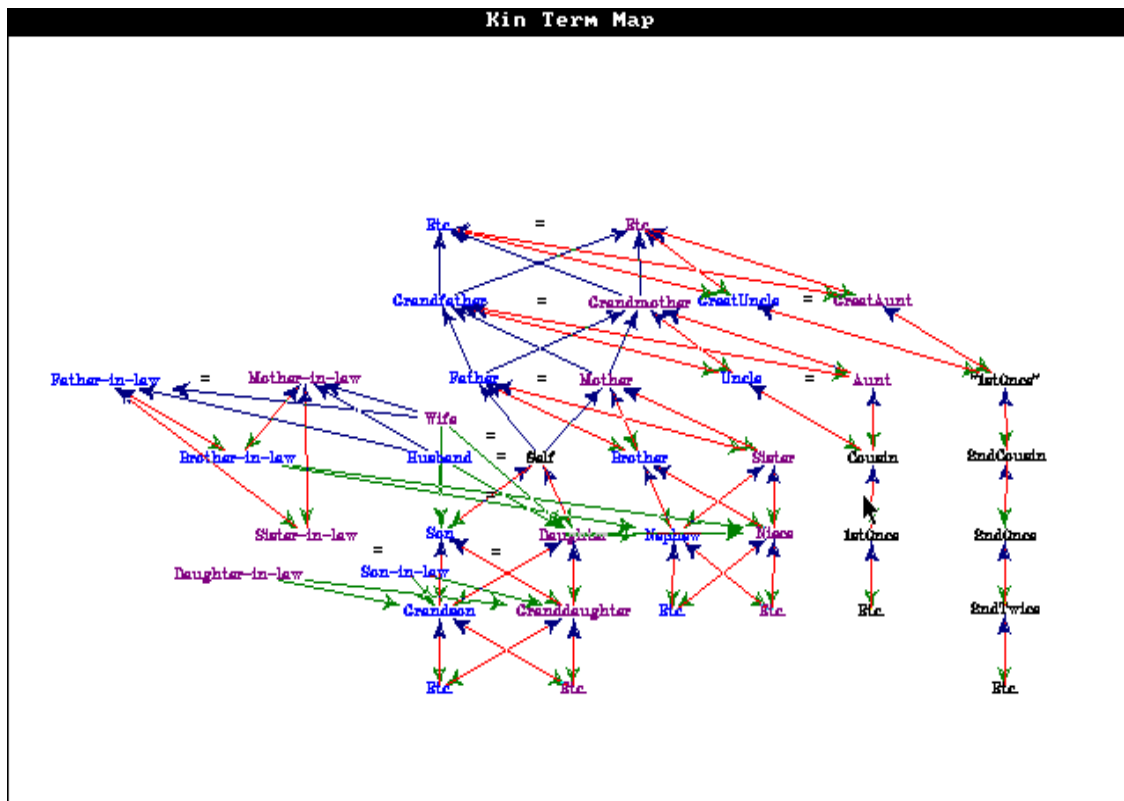 Kin Term Map
Etc. = Etc.
Grandfather = Grandmother GreatUncle = GreatAunt
Father-in-law = Mother-in-law Father = Mother Uncle = Aunt "1stOnce"
Wife
=
Brother-in-law Husband = Self Brother Sister Cousin 2ndCousin
=
Sister-in-law Son Daughter Nephew Niece 1stOnce 2ndOnce
= =
Daughter-in-law Son-in-law
Grandson Granddaughter Etc. Etc. Etc. 2ndTwice
Etc. Etc. Etc.